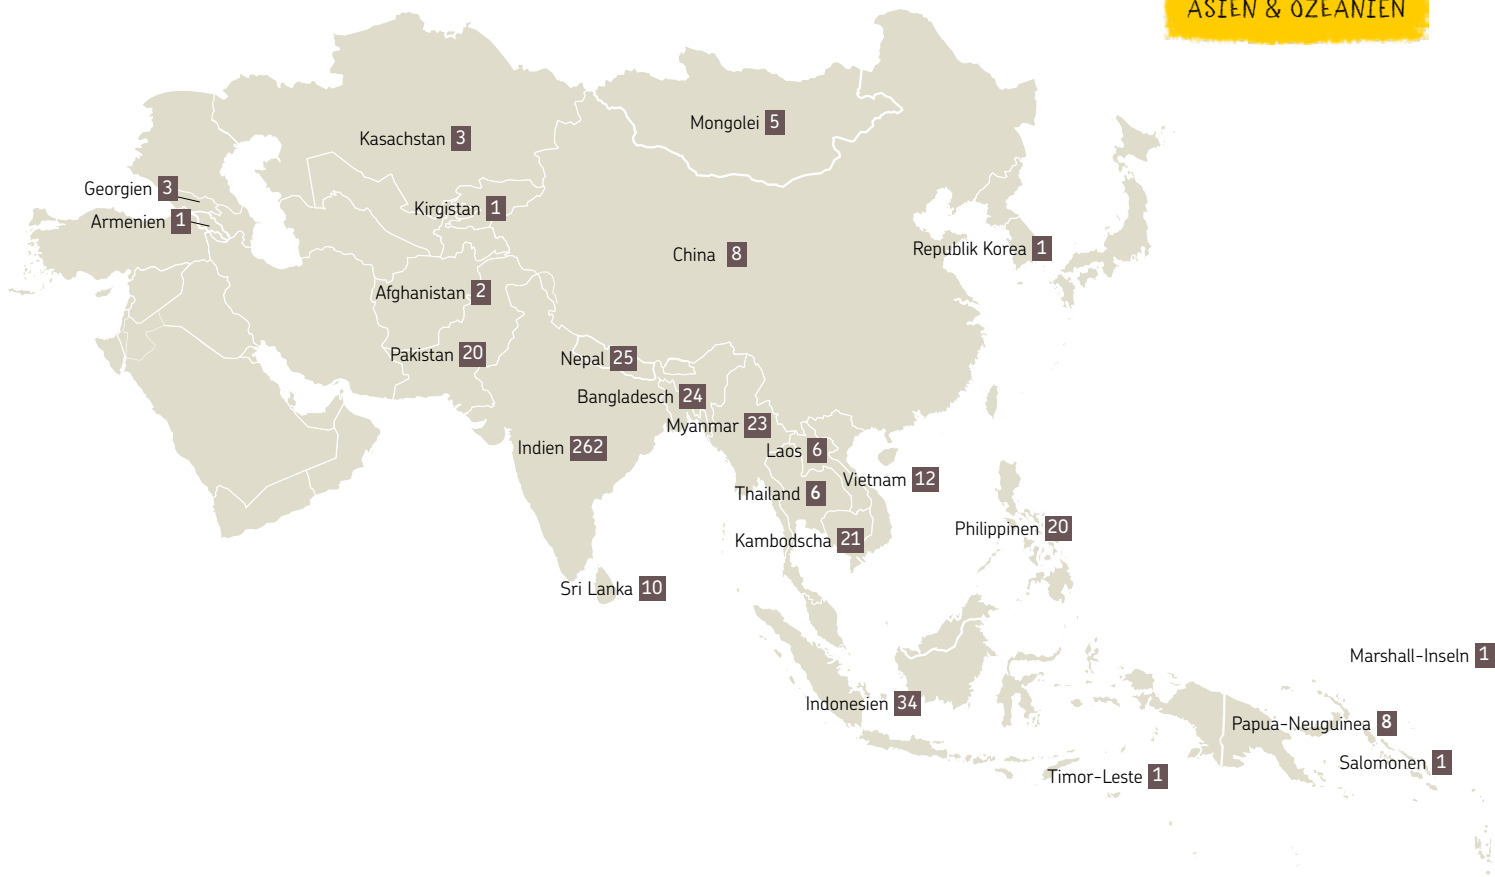 ASIEN & OZEANIEN
Mongolei 5
Kasachstan 3
Georgien 3
Kirgistan 1
Armenien 1
Republik Korea 1
China 8
Afghanistan 2
Pakistan 20
Nepal 25
Bangladesch 24
Myanmar 23
Indien 262
Laos 6
Vietnam 12
Thailand 6
Philippinen 20
Kambodscha 21
Sri Lanka 10
Marshall-Inseln 1
Indonesien 34
Papua-Neuguinea 8
Salomonen 1
Timor-Leste 1